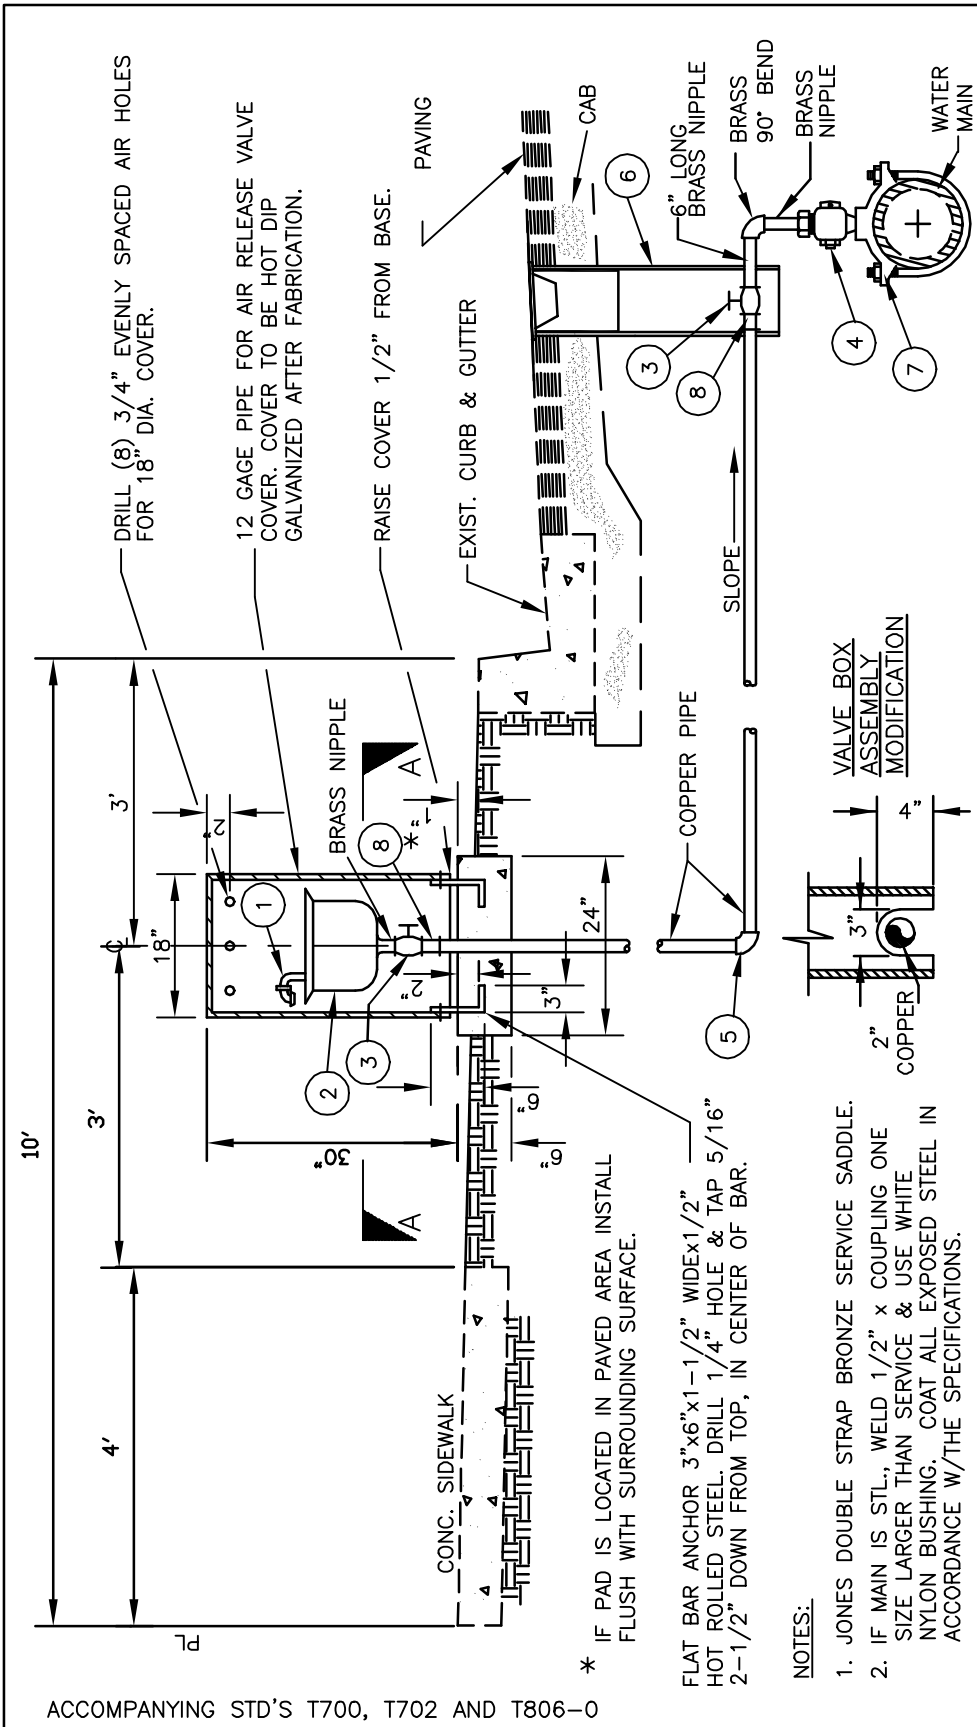 DRILL (8) 3/4" EVENLY SPACED AIR HOLES
FOR 18" DIA. COVER.
12 GAGE PIPE FOR AIR RELEASE VALVE
COVER. COVER TO BE HOT DIP
GALVANIZED AFTER FABRICATION.
RAISE COVER 1/2" FROM BASE.
PAVING
EXIST. CURB & GUTTER
CAB
6" LONG
BRASS NIPPLE
BRASS
90° BEND
BRASS
NIPPLE
WATER
MAIN
10'
3'
3'
4'
PL
CL
18"
2"
1
2
3
BRASS NIPPLE
8
* 1"
A
A
30"
2"
3"
24"
6"
6"
CONC. SIDEWALK
COPPER PIPE
5
SLOPE
3
8
6
4
7
* IF PAD IS LOCATED IN PAVED AREA INSTALL
FLUSH WITH SURROUNDING SURFACE.
FLAT BAR ANCHOR 3"x6"x1-1/2" WIDEx1/2"
HOT ROLLED STEEL. DRILL 1/4" HOLE & TAP 5/16"
2-1/2" DOWN FROM TOP, IN CENTER OF BAR.
VALVE BOX
ASSEMBLY
MODIFICATION
4"
3"
2"
COPPER
NOTES:
1. JONES DOUBLE STRAP BRONZE SERVICE SADDLE.
2. IF MAIN IS STL., WELD 1/2" x COUPLING ONE
SIZE LARGER THAN SERVICE & USE WHITE
NYLON BUSHING. COAT ALL EXPOSED STEEL IN
ACCORDANCE W/THE SPECIFICATIONS.
ACCOMPANYING STD'S T700, T702 AND T806-0